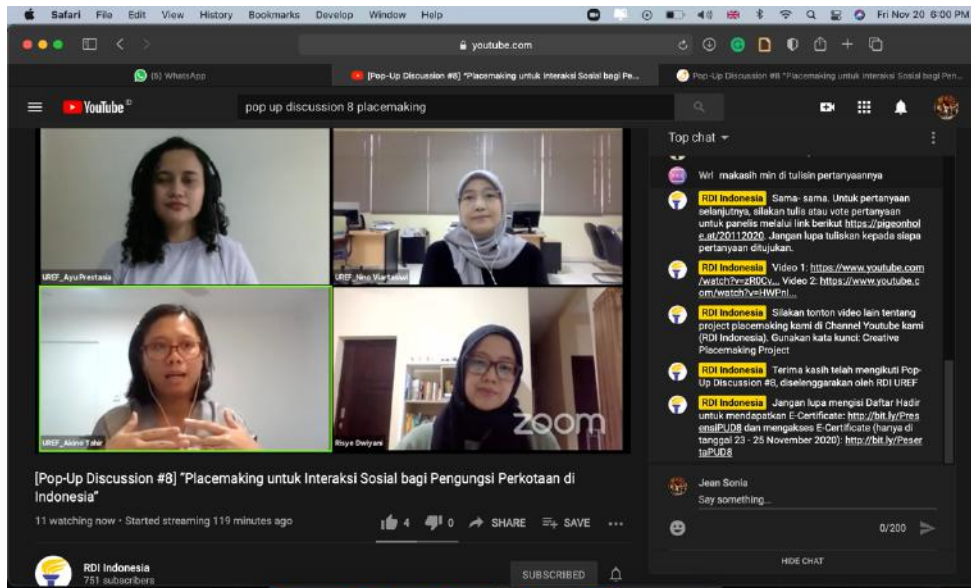 Safari File Edit View History Bookmarks Develop Window Help Fri Nov 20 6:00 PM
youtube.com
(5) WhatsApp
[Pop-Up Discussion #8] "Placemaking untuk Interaksi Sosial bagi Pe...
Pop-Up Discussion #8 "Placemaking untuk Interaksi Sosial bagi Pen...
YouTube ID
pop up discussion 8 placemaking
UREF_Ayu Prestasia
UREF_Nino Viartasiwi
UREF_Akino Tahir
Risye Dwiyani
zoom
[Pop-Up Discussion #8] "Placemaking untuk Interaksi Sosial bagi Pengungsi Perkotaan di
Indonesia"
11 watching now • Started streaming 119 minutes ago
4 0 SHARE SAVE
RDI Indonesia
751 subscribers
SUBSCRIBED
Top chat
Wrl makasih min di tulisin pertanyaannya
RDI Indonesia Sama- sama. Untuk pertanyaan
selanjutnya, silakan tulis atau vote pertanyaan
untuk panelis melalui link berikut https://pigeonhol
e.at/20112020. Jangan lupa tuliskan kepada siapa
pertanyaan ditujukan.
RDI Indonesia Video 1: https://www.youtube.com
/watch?v=zR0Cv... Video 2: https://www.youtube.c
om/watch?v=HWPnI...
RDI Indonesia Silakan tonton video lain tentang
project placemaking kami di Channel Youtube kami
(RDI Indonesia). Gunakan kata kunci: Creative
Placemaking Project
RDI Indonesia Terima kasih telah mengikuti Pop-
Up Discussion #8, diselenggarakan oleh RDI UREF
RDI Indonesia Jangan lupa mengisi Daftar Hadir
untuk mendapatkan E-Certificate: http://bit.ly/Pres
ensiPUD8 dan mengakses E-Certificate (hanya di
tanggal 23 - 25 November 2020): http://bit.ly/Peser
taPUD8
Jean Sonia
Say something...
0/200
HIDE CHAT